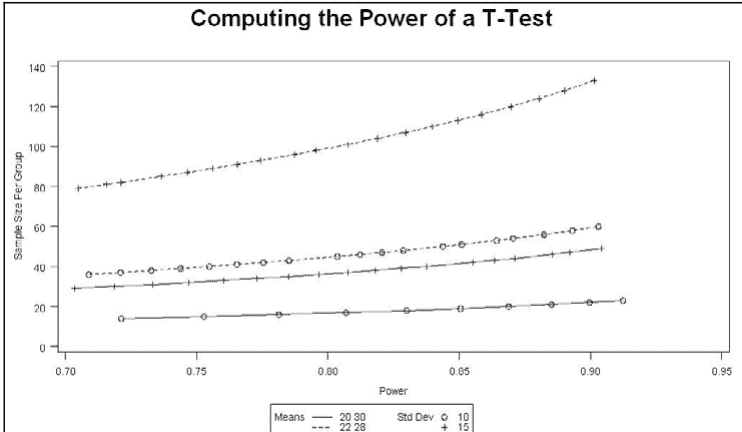 Computing the Power of a T-Test
140
120
100
80
60
40
20
0
Sample Size Per Group
0.70 0.75 0.80 0.85 0.90 0.95
Power
Means 20 30 Std Dev 10
22 28 15